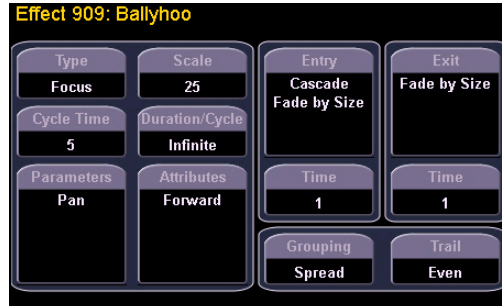 Effect 909: Ballyhoo
Type
Focus
Scale
25
Entry
Cascade
Fade by Size
Exit
Fade by Size
Cycle Time
5
Duration/Cycle
Infinite
Parameters
Pan
Attributes
Forward
Time
1
Time
1
Grouping
Spread
Trail
Even